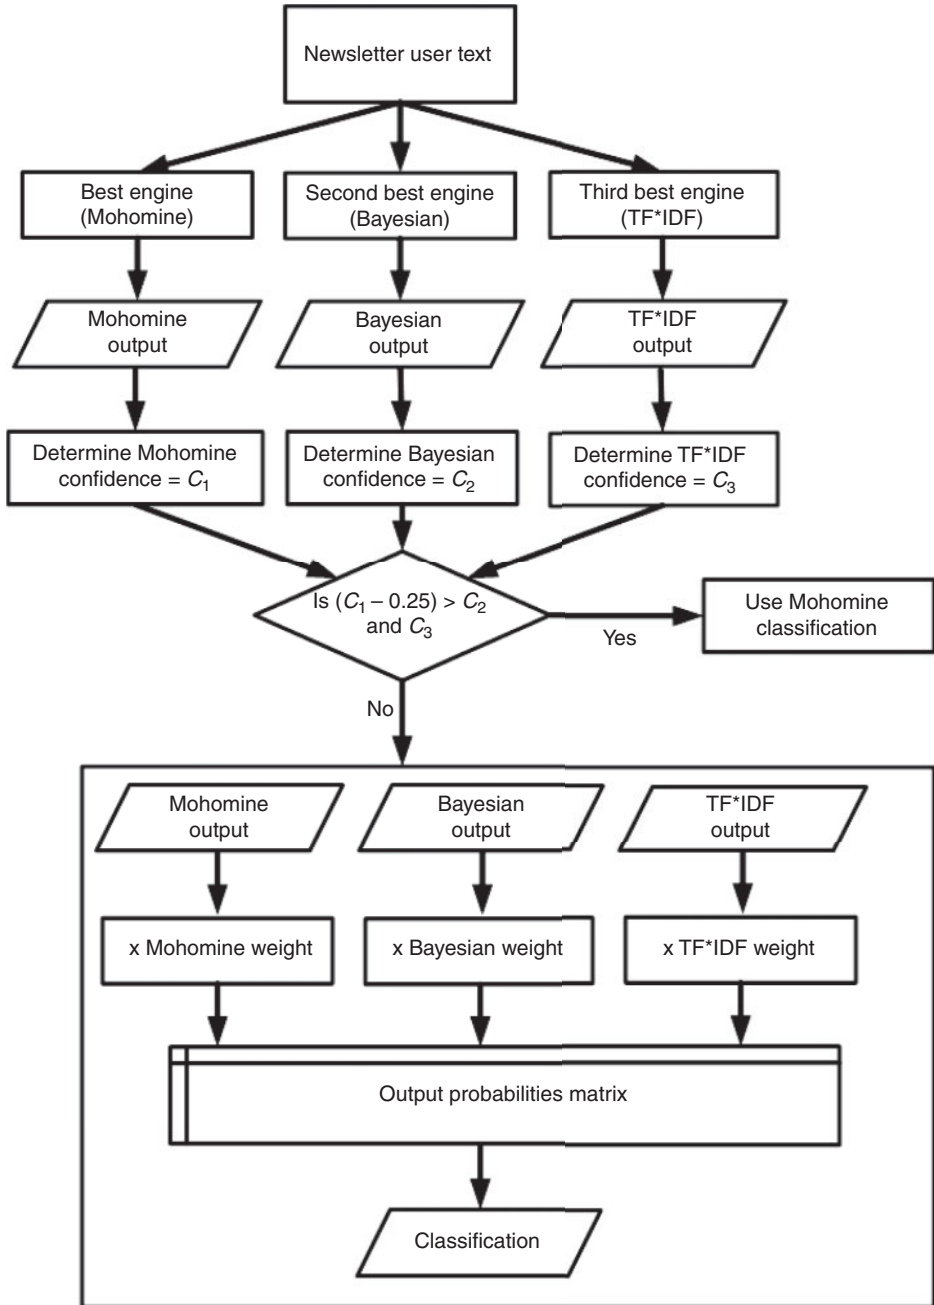 Newsletter user text
Best engine
(Mohomine)
Second best engine
(Bayesian)
Third best engine
(TF*IDF)
Mohomine
output
Bayesian
output
TF*IDF
output
Determine Mohomine
confidence = C₁
Determine Bayesian
confidence = C₂
Determine TF*IDF
confidence = C₃
Is (C₁ – 0.25) > C₂
and C₃
Yes
Use Mohomine
classification
No
Mohomine
output
Bayesian
output
TF*IDF
output
x Mohomine weight
x Bayesian weight
x TF*IDF weight
Output probabilities matrix
Classification